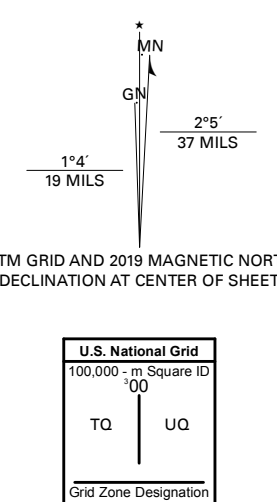 ★
MN
GN
2°5´
37 MILS
1°4´
19 MILS
TM GRID AND 2019 MAGNETIC NORT
DECLINATION AT CENTER OF SHEET
U.S. National Grid
100,000 - m Square ID
³00
TQ UQ
Grid Zone Designation